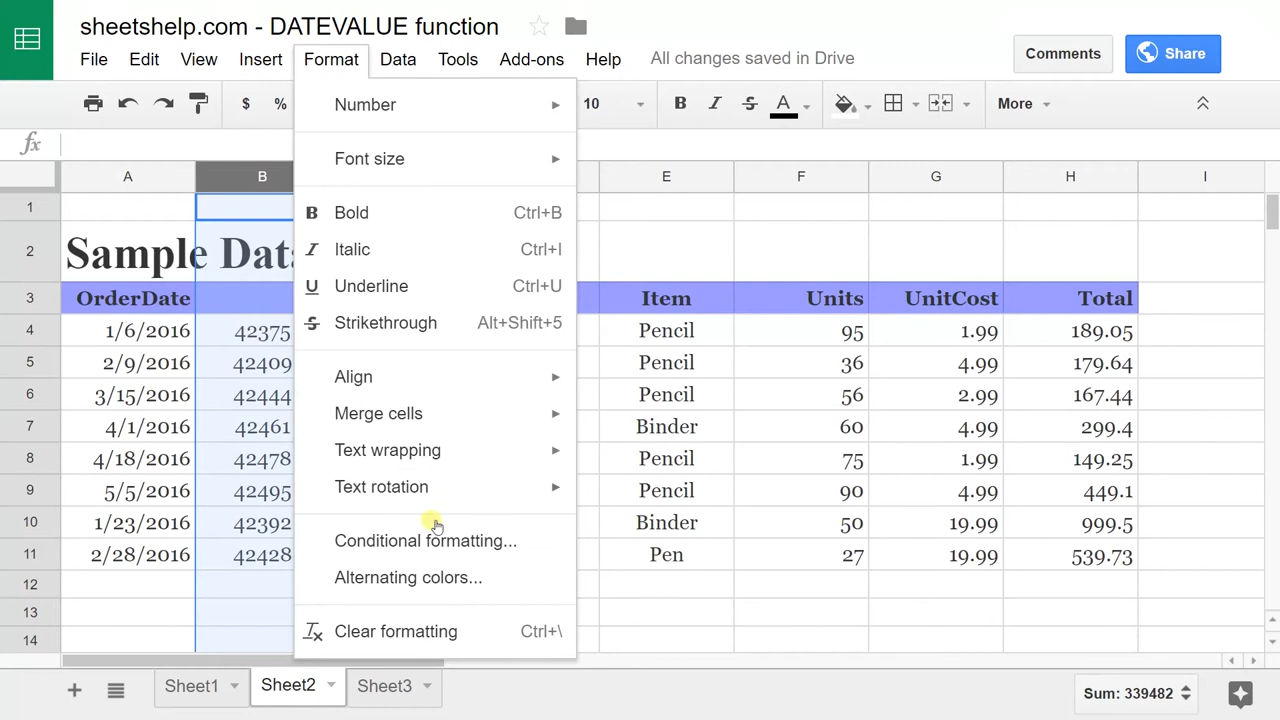 sheetshelp.com - DATEVALUE function
File Edit View Insert Format Data Tools Add-ons Help All changes saved in Drive
Comments Share
$ % 10 B I S A More
fx
A B E F G H I
Number
Font size
Bold Ctrl+B
Italic Ctrl+I
Underline Ctrl+U
Strikethrough Alt+Shift+5
Align
Merge cells
Text wrapping
Text rotation
Conditional formatting...
Alternating colors...
Clear formatting Ctrl+\
1
2 Sample Data
3 OrderDate Item Units UnitCost Total
4 1/6/2016 42375 Pencil 95 1.99 189.05
5 2/9/2016 42409 Pencil 36 4.99 179.64
6 3/15/2016 42444 Pencil 56 2.99 167.44
7 4/1/2016 42461 Binder 60 4.99 299.4
8 4/18/2016 42478 Pencil 75 1.99 149.25
9 5/5/2016 42495 Pencil 90 4.99 449.1
10 1/23/2016 42392 Binder 50 19.99 999.5
11 2/28/2016 42428 Pen 27 19.99 539.73
12
13
14
Sheet1 Sheet2 Sheet3 Sum: 339482